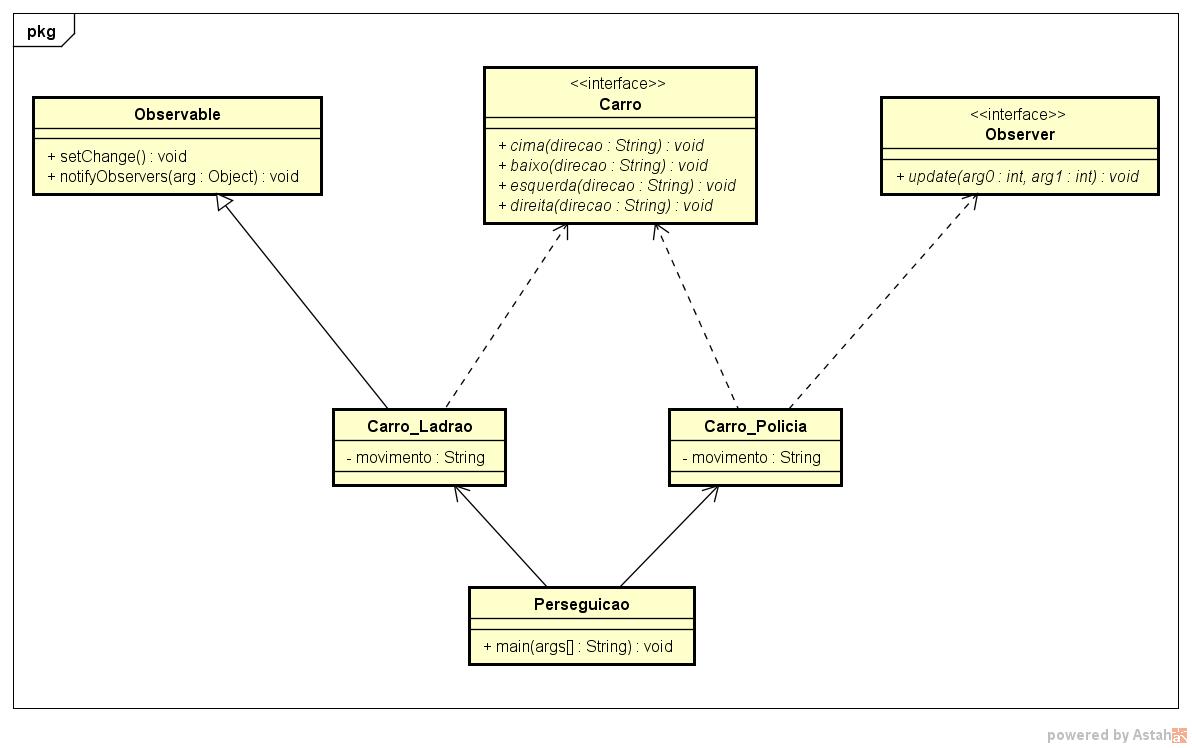 pkg
Observable
+ setChange() : void
+ notifyObservers(arg : Object) : void
<<interface>>
Carro
+ cima(direcao : String) : void
+ baixo(direcao : String) : void
+ esquerda(direcao : String) : void
+ direita(direcao : String) : void
<<interface>>
Observer
+ update(arg0 : int, arg1 : int) : void
Carro_Ladrao
- movimento : String
Carro_Policia
- movimento : String
Perseguicao
+ main(args[] : String) : void
powered by Astah